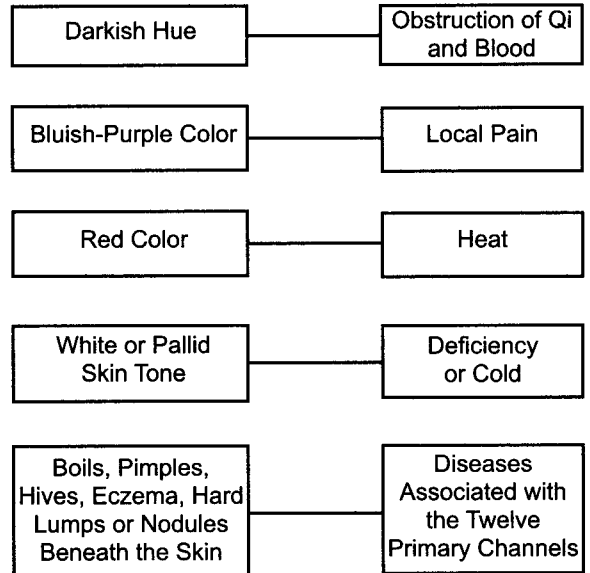 Darkish Hue
Obstruction of Qi
and Blood
Bluish-Purple Color
Local Pain
Red Color
Heat
White or Pallid
Skin Tone
Deficiency
or Cold
Boils, Pimples,
Hives, Eczema, Hard
Lumps or Nodules
Beneath the Skin
Diseases
Associated with
the Twelve
Primary Channels